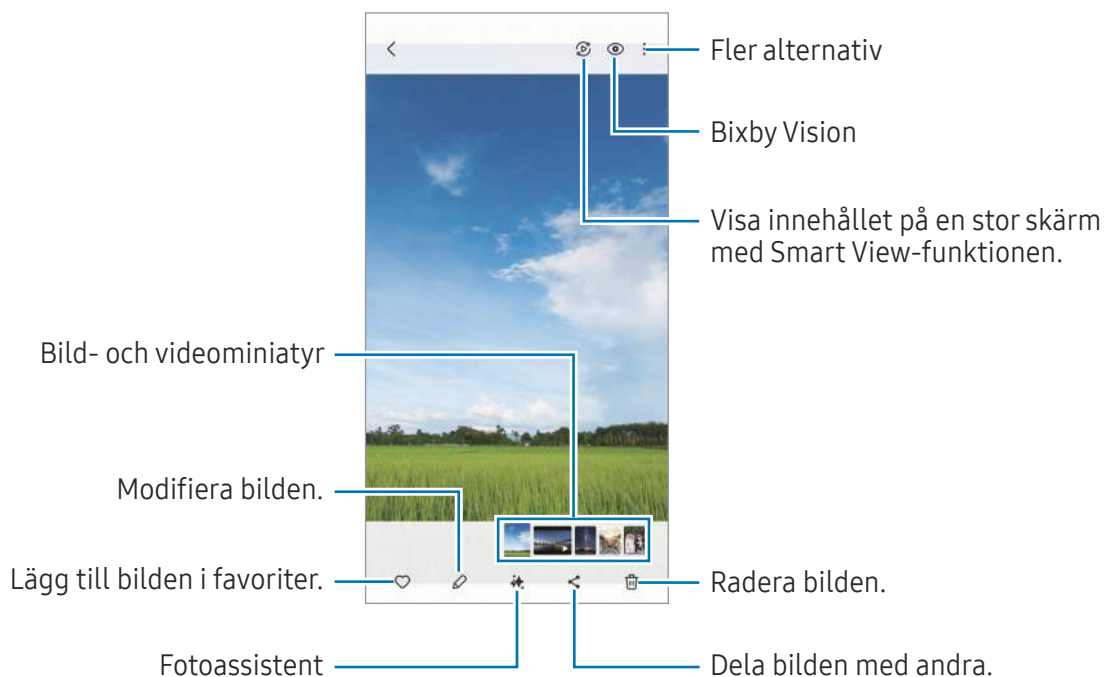 Fler alternativ
Bixby Vision
Visa innehållet på en stor skärm
med Smart View-funktionen.
Bild- och videominiatyr
Modifiera bilden.
Lägg till bilden i favoriter.
Radera bilden.
Fotoassistent
Dela bilden med andra.